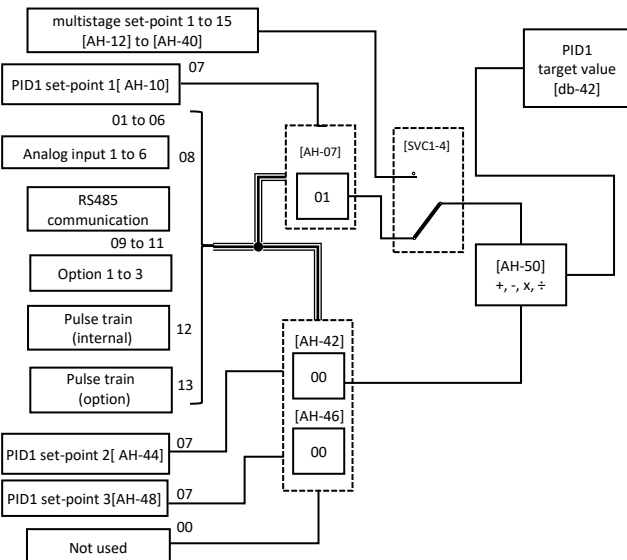 multistage set-point 1 to 15
[AH-12] to [AH-40]
07
PID1 set-point 1[ AH-10]
01 to 06
Analog input 1 to 6
08
RS485
communication
09 to 11
Option 1 to 3
Pulse train
(internal)
12
Pulse train
(option)
13
07
PID1 set-point 2[ AH-44]
07
PID1 set-point 3[AH-48]
00
Not used
[AH-07]
01
[AH-42]
00
[AH-46]
00
[SVC1-4]
[AH-50]
+, -, x, ÷
PID1
target value
[db-42]